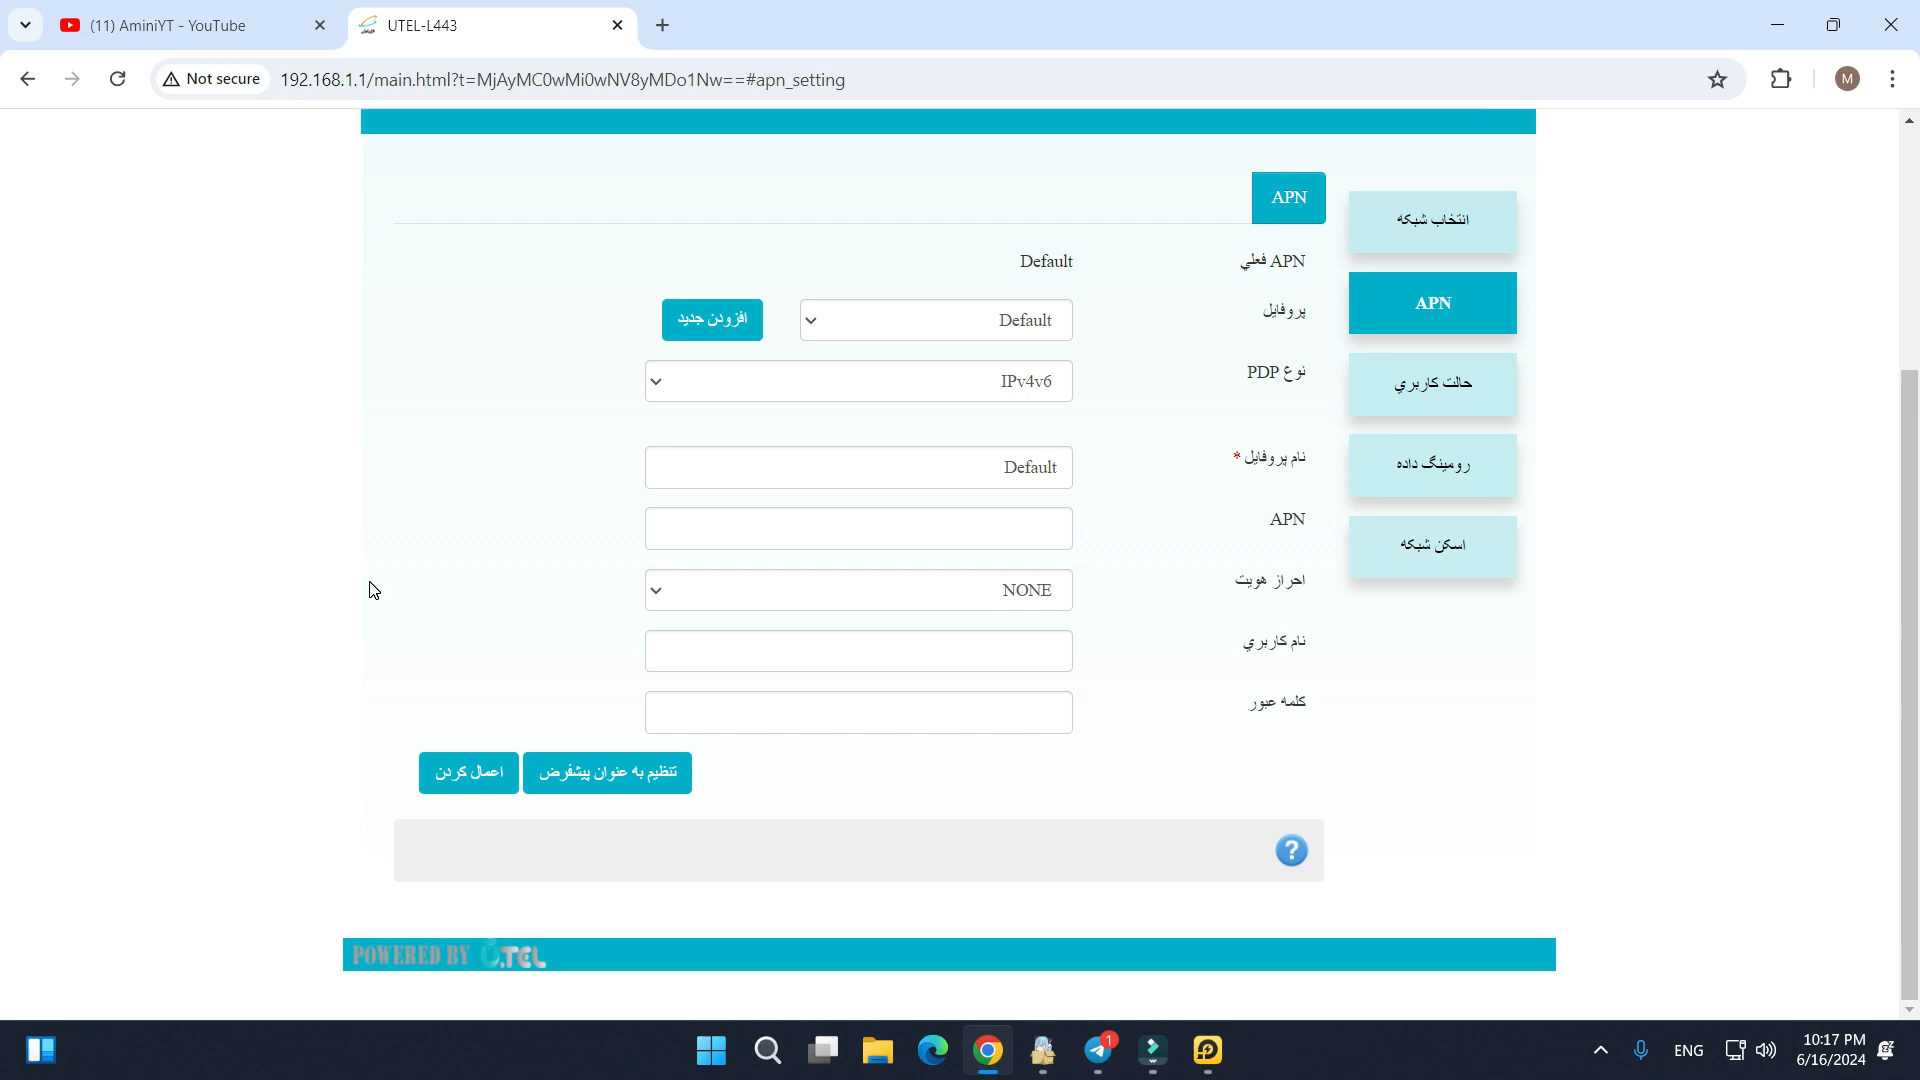 (11) AminiYT - YouTube
UTEL-L443
Not secure
192.168.1.1/main.html?t=MjAyMC0wMi0wNV8yMDo1Nw==#apn_setting
M
APN
انتخاب شبکه
APN
حالت کاربري
رومینگ داده
اسکن شبکه
APN فعلي
Default
پروفایل
Default
افزودن جدید
نوع PDP
IPv4v6
نام پروفایل *
Default
APN
احراز هویت
NONE
نام کاربري
کلمه عبور
تنظیم به عنوان پیشفرض
اعمال کردن
?
POWERED BY U.TEL
1
ENG
10:17 PM
6/16/2024